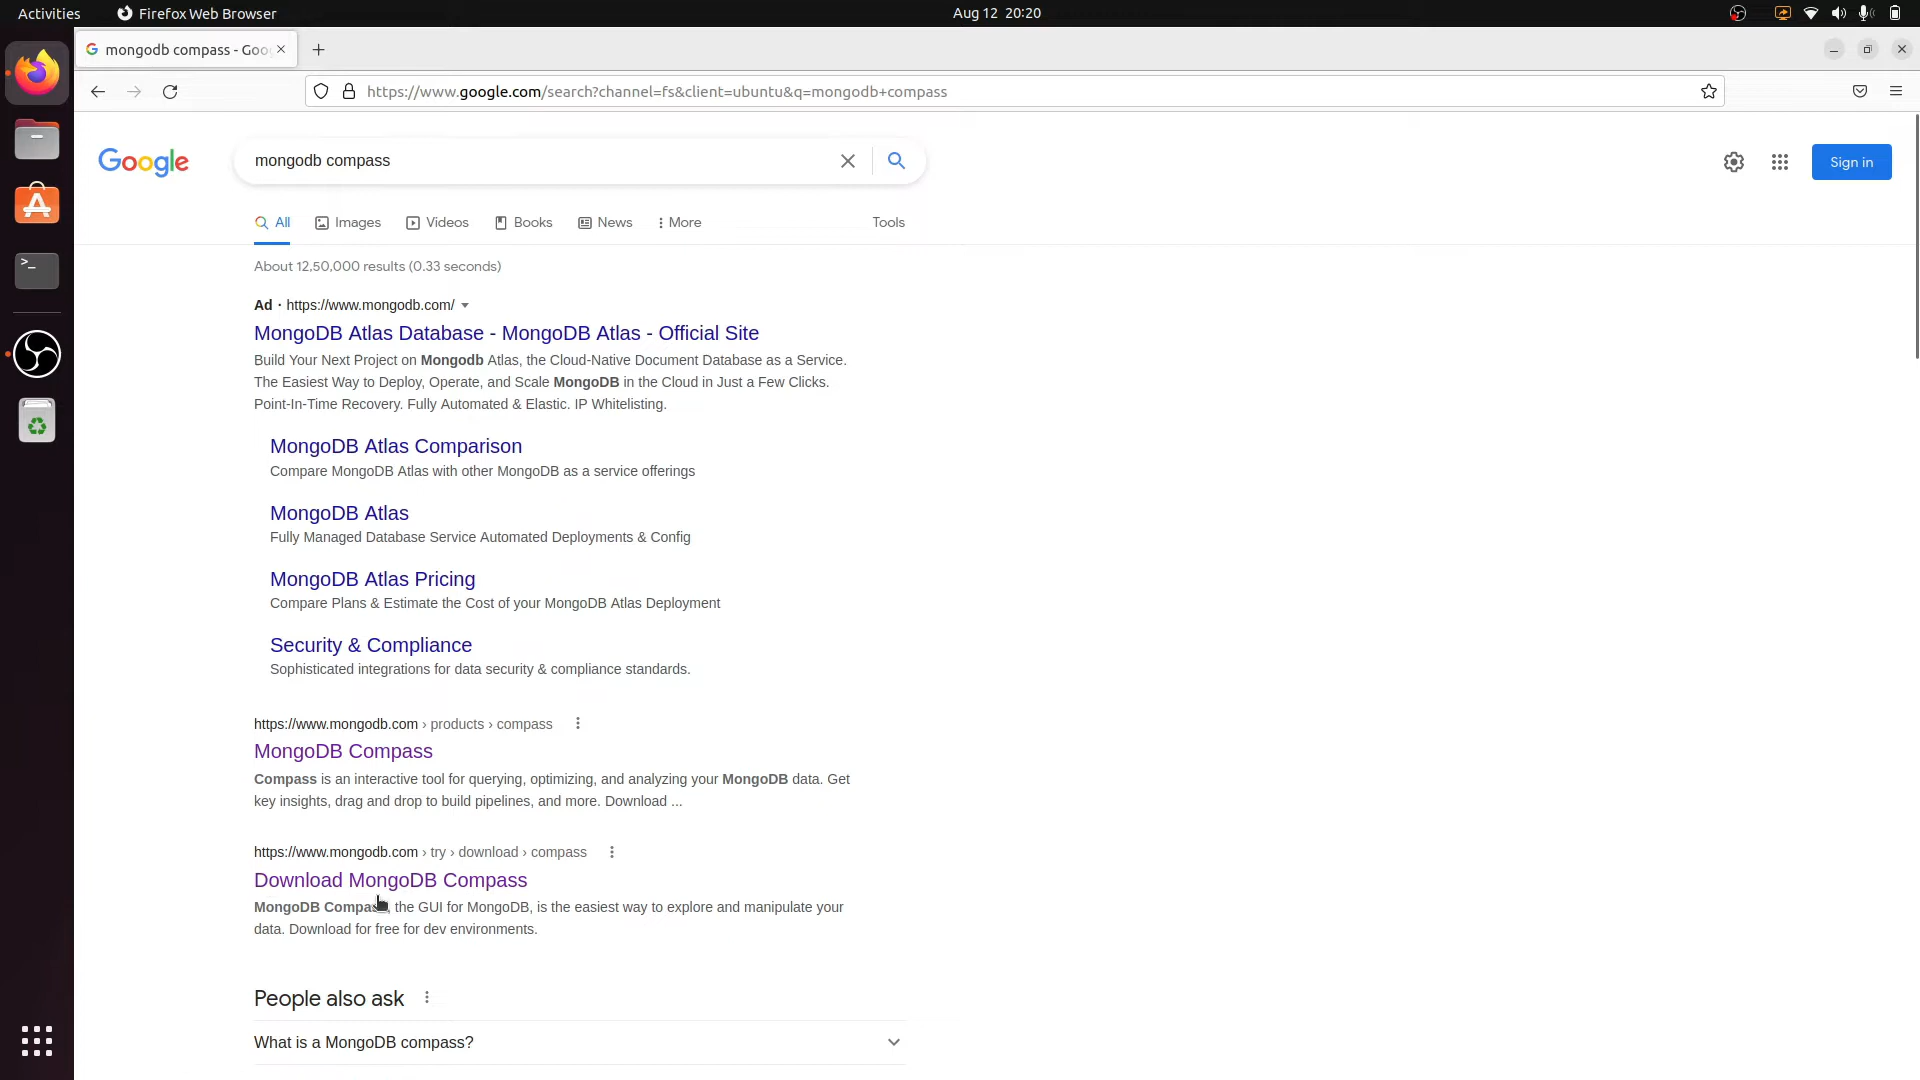 Activities
Firefox Web Browser
Aug 12 20:20
mongodb compass - Goo
https://www.google.com/search?channel=fs&client=ubuntu&q=mongodb+compass
Google
mongodb compass
Sign in
All
Images
Videos
Books
News
More
Tools
About 12,50,000 results (0.33 seconds)
Ad · https://www.mongodb.com/
MongoDB Atlas Database - MongoDB Atlas - Official Site
Build Your Next Project on Mongodb Atlas, the Cloud-Native Document Database as a Service.
The Easiest Way to Deploy, Operate, and Scale MongoDB in the Cloud in Just a Few Clicks.
Point-In-Time Recovery. Fully Automated & Elastic. IP Whitelisting.
MongoDB Atlas Comparison
Compare MongoDB Atlas with other MongoDB as a service offerings
MongoDB Atlas
Fully Managed Database Service Automated Deployments & Config
MongoDB Atlas Pricing
Compare Plans & Estimate the Cost of your MongoDB Atlas Deployment
Security & Compliance
Sophisticated integrations for data security & compliance standards.
https://www.mongodb.com › products › compass
MongoDB Compass
Compass is an interactive tool for querying, optimizing, and analyzing your MongoDB data. Get
key insights, drag and drop to build pipelines, and more. Download ...
https://www.mongodb.com › try › download › compass
Download MongoDB Compass
MongoDB Compass, the GUI for MongoDB, is the easiest way to explore and manipulate your
data. Download for free for dev environments.
People also ask
What is a MongoDB compass?